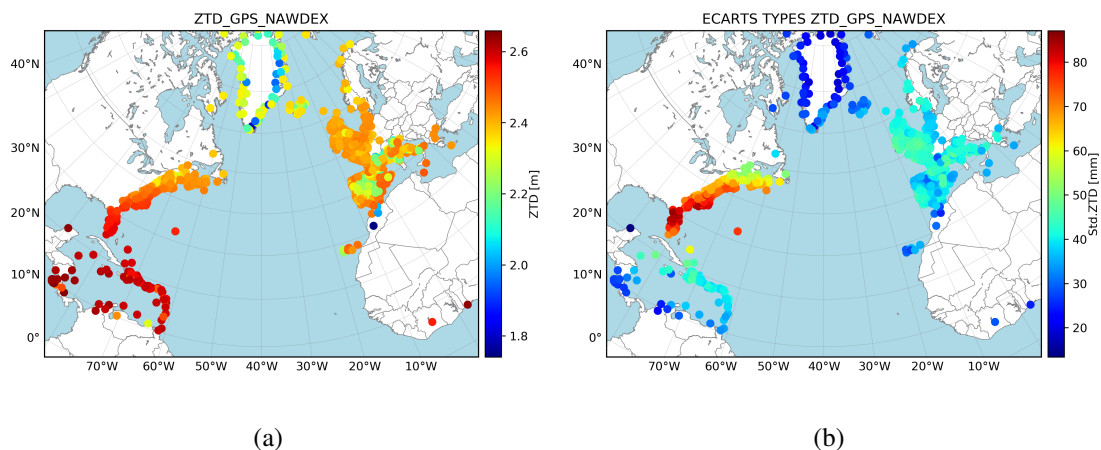 ZTD_GPS_NAWDEX
40°N
30°N
20°N
10°N
0°
70°W
60°W
50°W
40°W
30°W
20°W
10°W
2.6
2.4
2.2
2.0
1.8
ZTD [m]
(a)
ECARTS TYPES ZTD_GPS_NAWDEX
40°N
30°N
20°N
10°N
0°
70°W
60°W
50°W
40°W
30°W
20°W
10°W
80
70
60
50
40
30
20
Std.ZTD [mm]
(b)